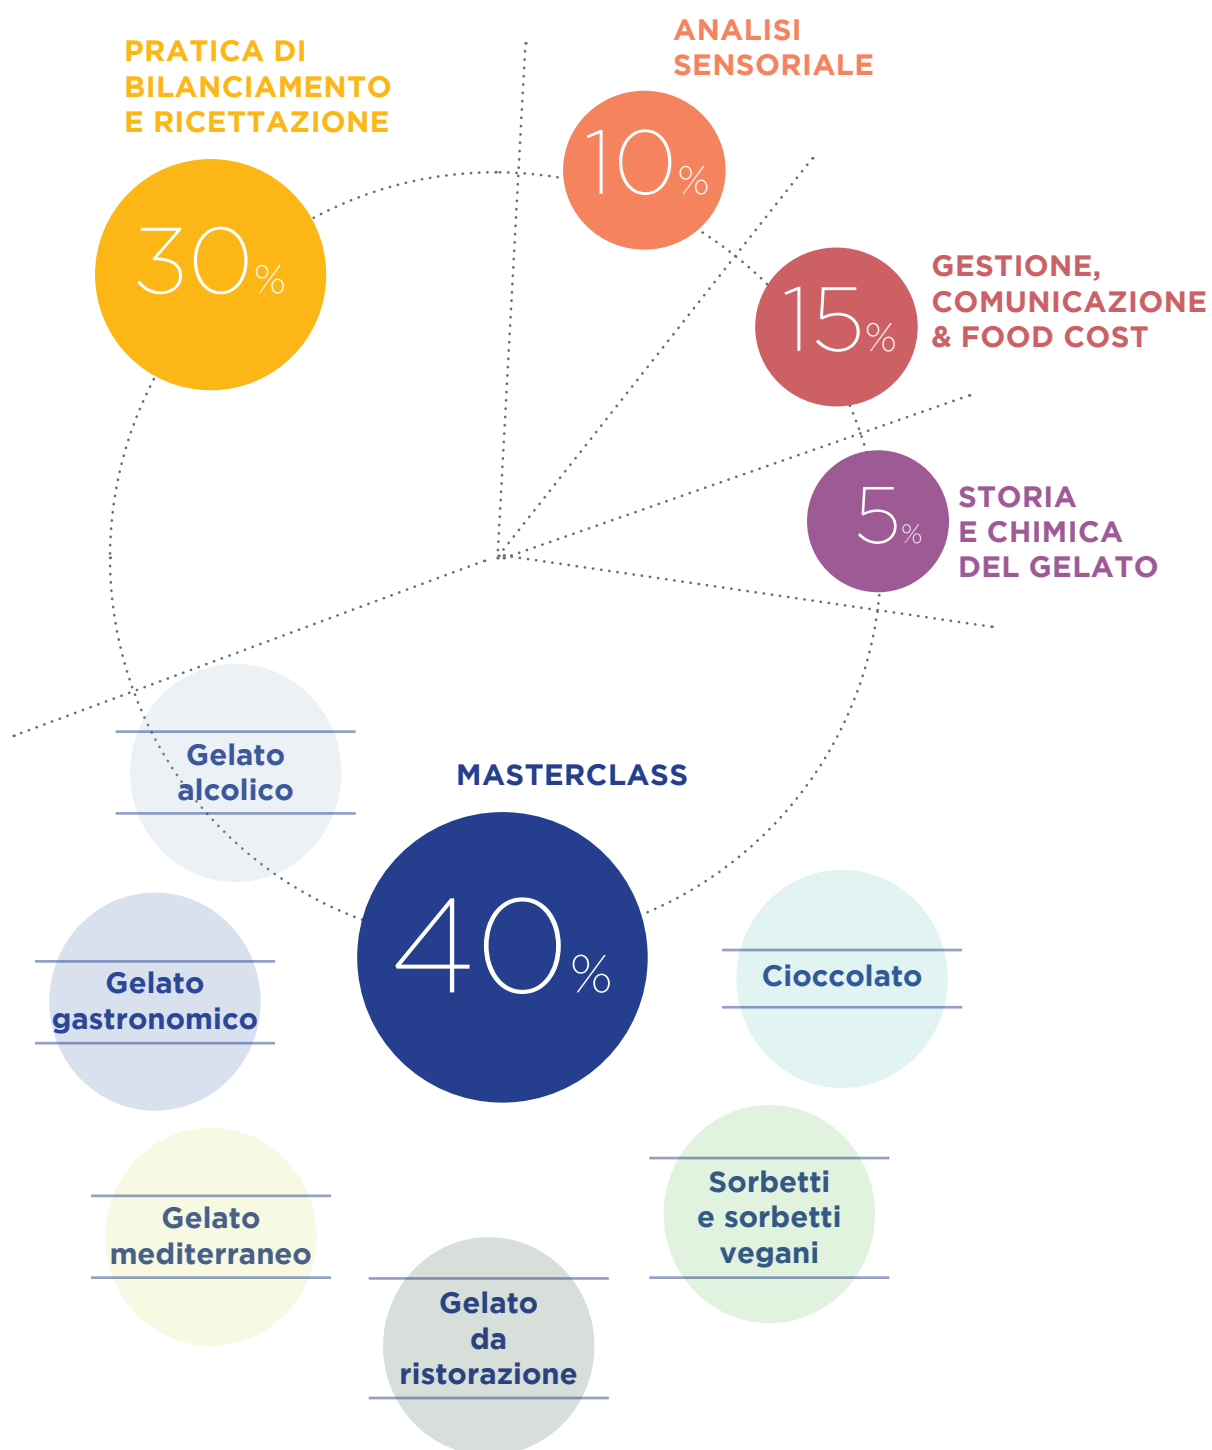 PRATICA DI
BILANCIAMENTO
E RICETTAZIONE
30%
ANALISI
SENSORIALE
10%
GESTIONE,
COMUNICAZIONE
& FOOD COST
15%
STORIA
E CHIMICA
DEL GELATO
5%
MASTERCLASS
40%
Gelato
alcolico
Gelato
gastronomico
Gelato
mediterraneo
Gelato
da
ristorazione
Sorbetti
e sorbetti
vegani
Cioccolato